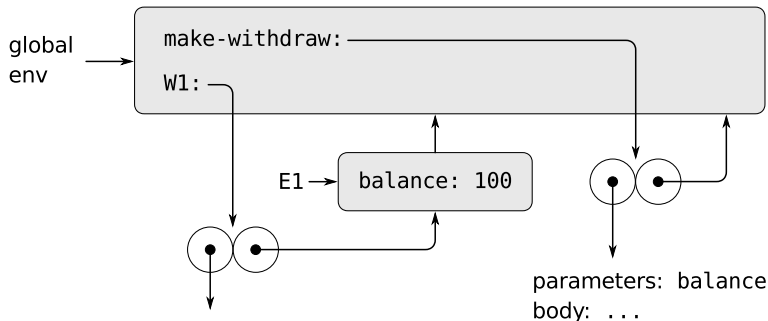 global
env
make-withdraw:
W1:
E1
balance: 100
parameters: balance
body: ...